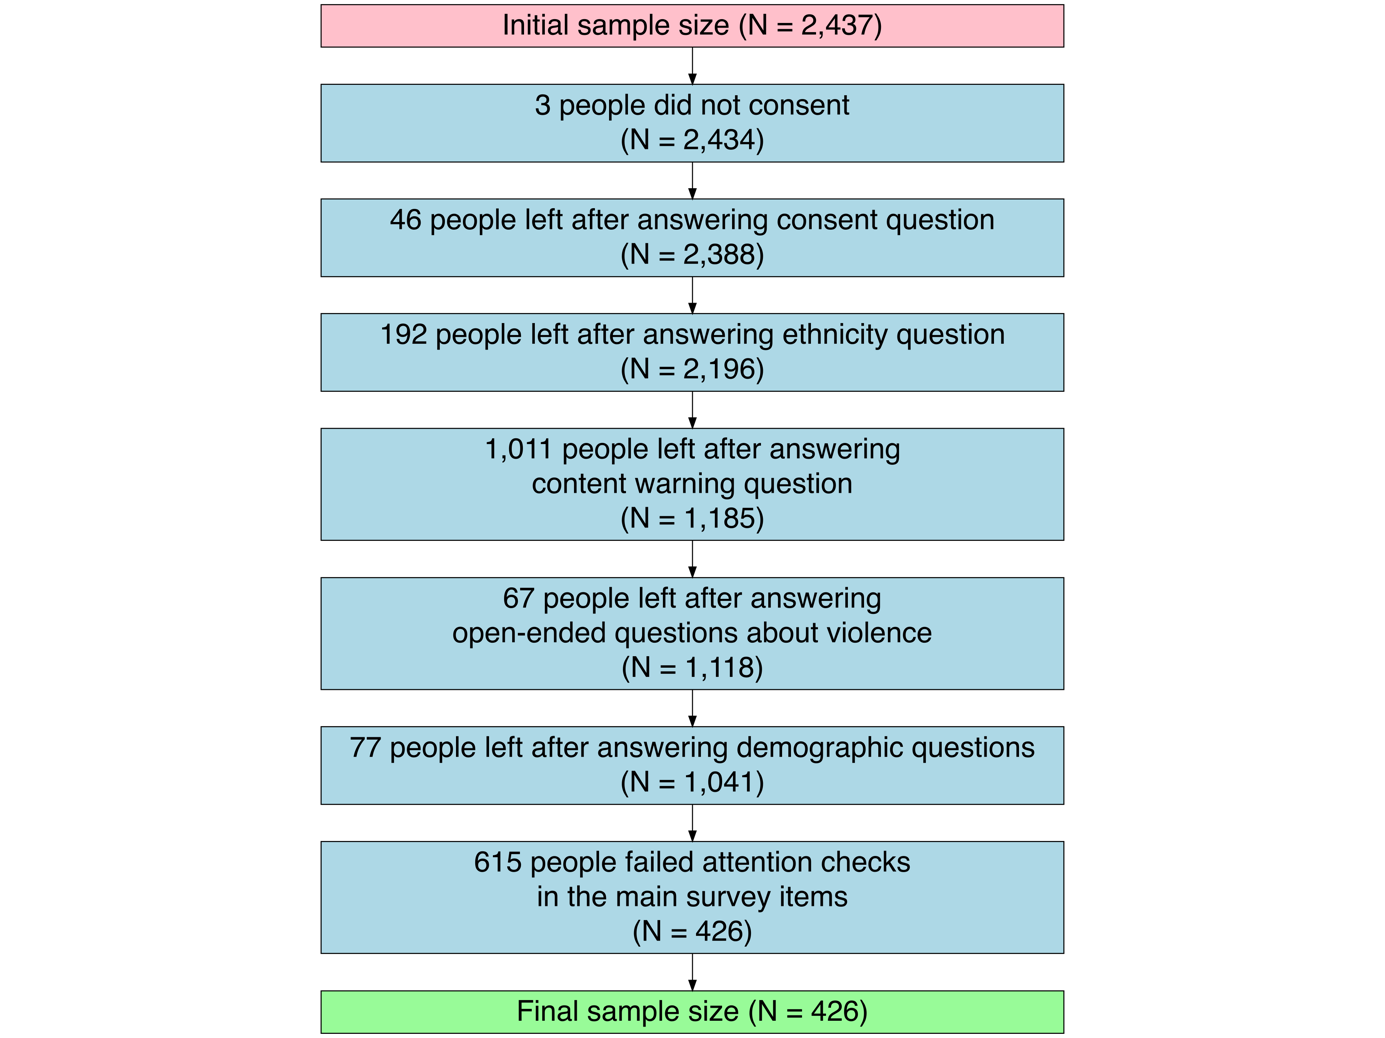 Initial sample size (N = 2,437)
3 people did not consent
(N = 2,434)
46 people left after answering consent question
(N = 2,388)
192 people left after answering ethnicity question
(N = 2,196)
1,011 people left after answering
content warning question
(N = 1,185)
67 people left after answering
open-ended questions about violence
(N = 1,118)
77 people left after answering demographic questions
(N = 1,041)
615 people failed attention checks
in the main survey items
(N = 426)
Final sample size (N = 426)